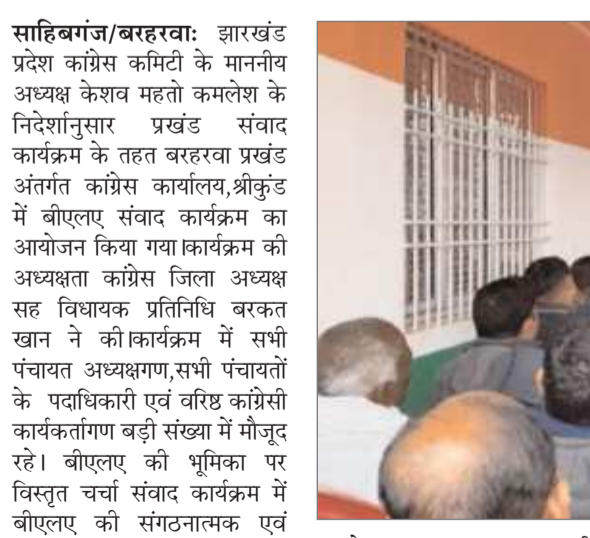 साहिबगंज/बरहरवाः झारखंड
प्रदेश कांग्रेस कमिटी के माननीय
अध्यक्ष केशव महतो कमलेश के
निदेर्शानुसार प्रखंड संवाद
कार्यक्रम के तहत बरहरवा प्रखंड
अंतर्गत कांग्रेस कार्यालय,श्रीकुंड
में बीएलए संवाद कार्यक्रम का
आयोजन किया गया।कार्यक्रम की
अध्यक्षता कांग्रेस जिला अध्यक्ष
सह विधायक प्रतिनिधि बरकत
खान ने की।कार्यक्रम में सभी
पंचायत अध्यक्षगण,सभी पंचायतों
के पदाधिकारी एवं वरिष्ठ कांग्रेसी
कार्यकर्तागण बड़ी संख्या में मौजूद
रहे। बीएलए की भूमिका पर
विस्तृत चर्चा संवाद कार्यक्रम में
बीएलए की संगठनात्मक एवं